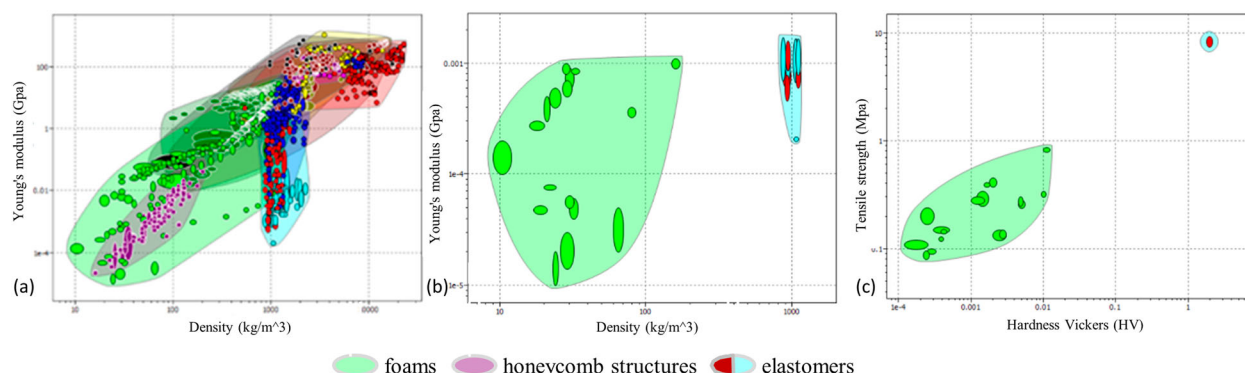 Young's modulus (Gpa)
100
1
0.01
1e-4
10
100
1000
10000
Density (kg/m^3)
(a)
Young's modulus (Gpa)
0.001
1e-4
1e-5
10
100
1000
Density (kg/m^3)
(b)
Tensile strength (Mpa)
10
1
0.1
1e-4
0.001
0.01
0.1
1
Hardness Vickers (HV)
(c)
foams honeycomb structures elastomers